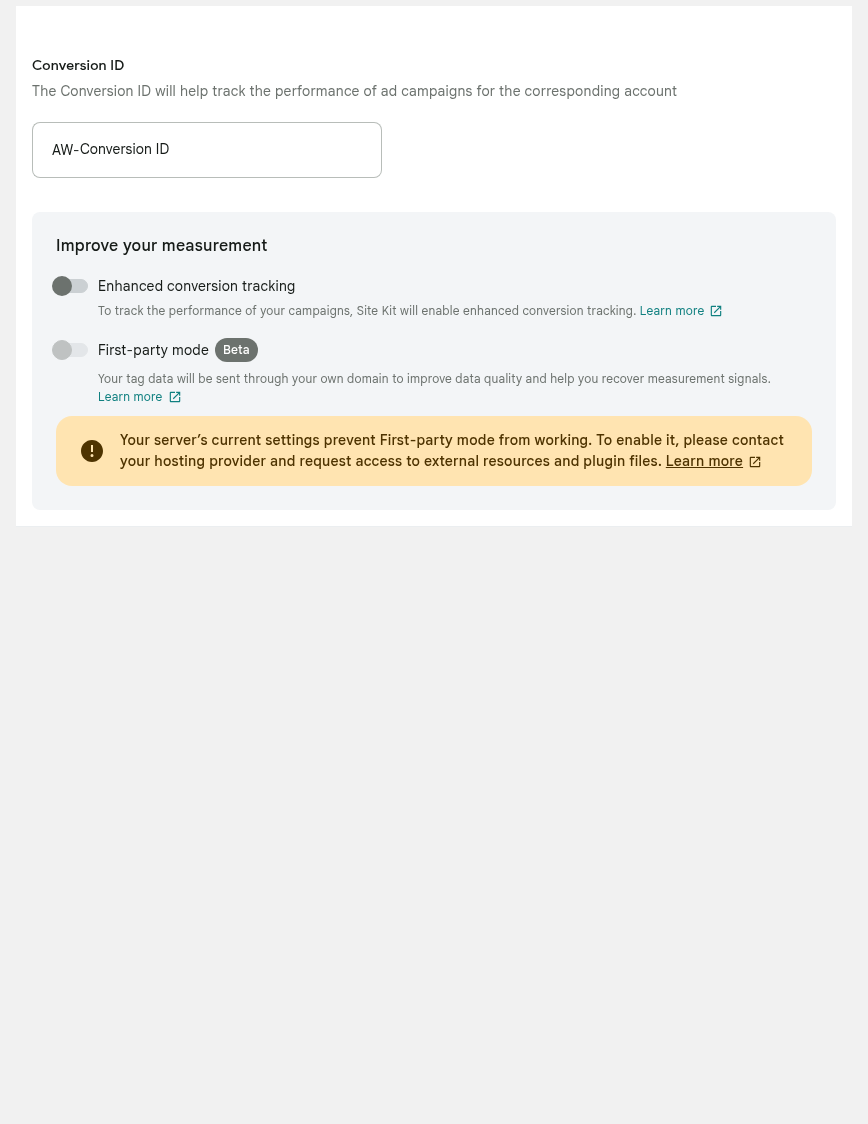 Conversion ID
The Conversion ID will help track the performance of ad campaigns for the corresponding account
AW-Conversion ID
Improve your measurement
Enhanced conversion tracking
To track the performance of your campaigns, Site Kit will enable enhanced conversion tracking. Learn more
First-party mode Beta
Your tag data will be sent through your own domain to improve data quality and help you recover measurement signals.
Learn more
Your server’s current settings prevent First-party mode from working. To enable it, please contact
your hosting provider and request access to external resources and plugin files. Learn more